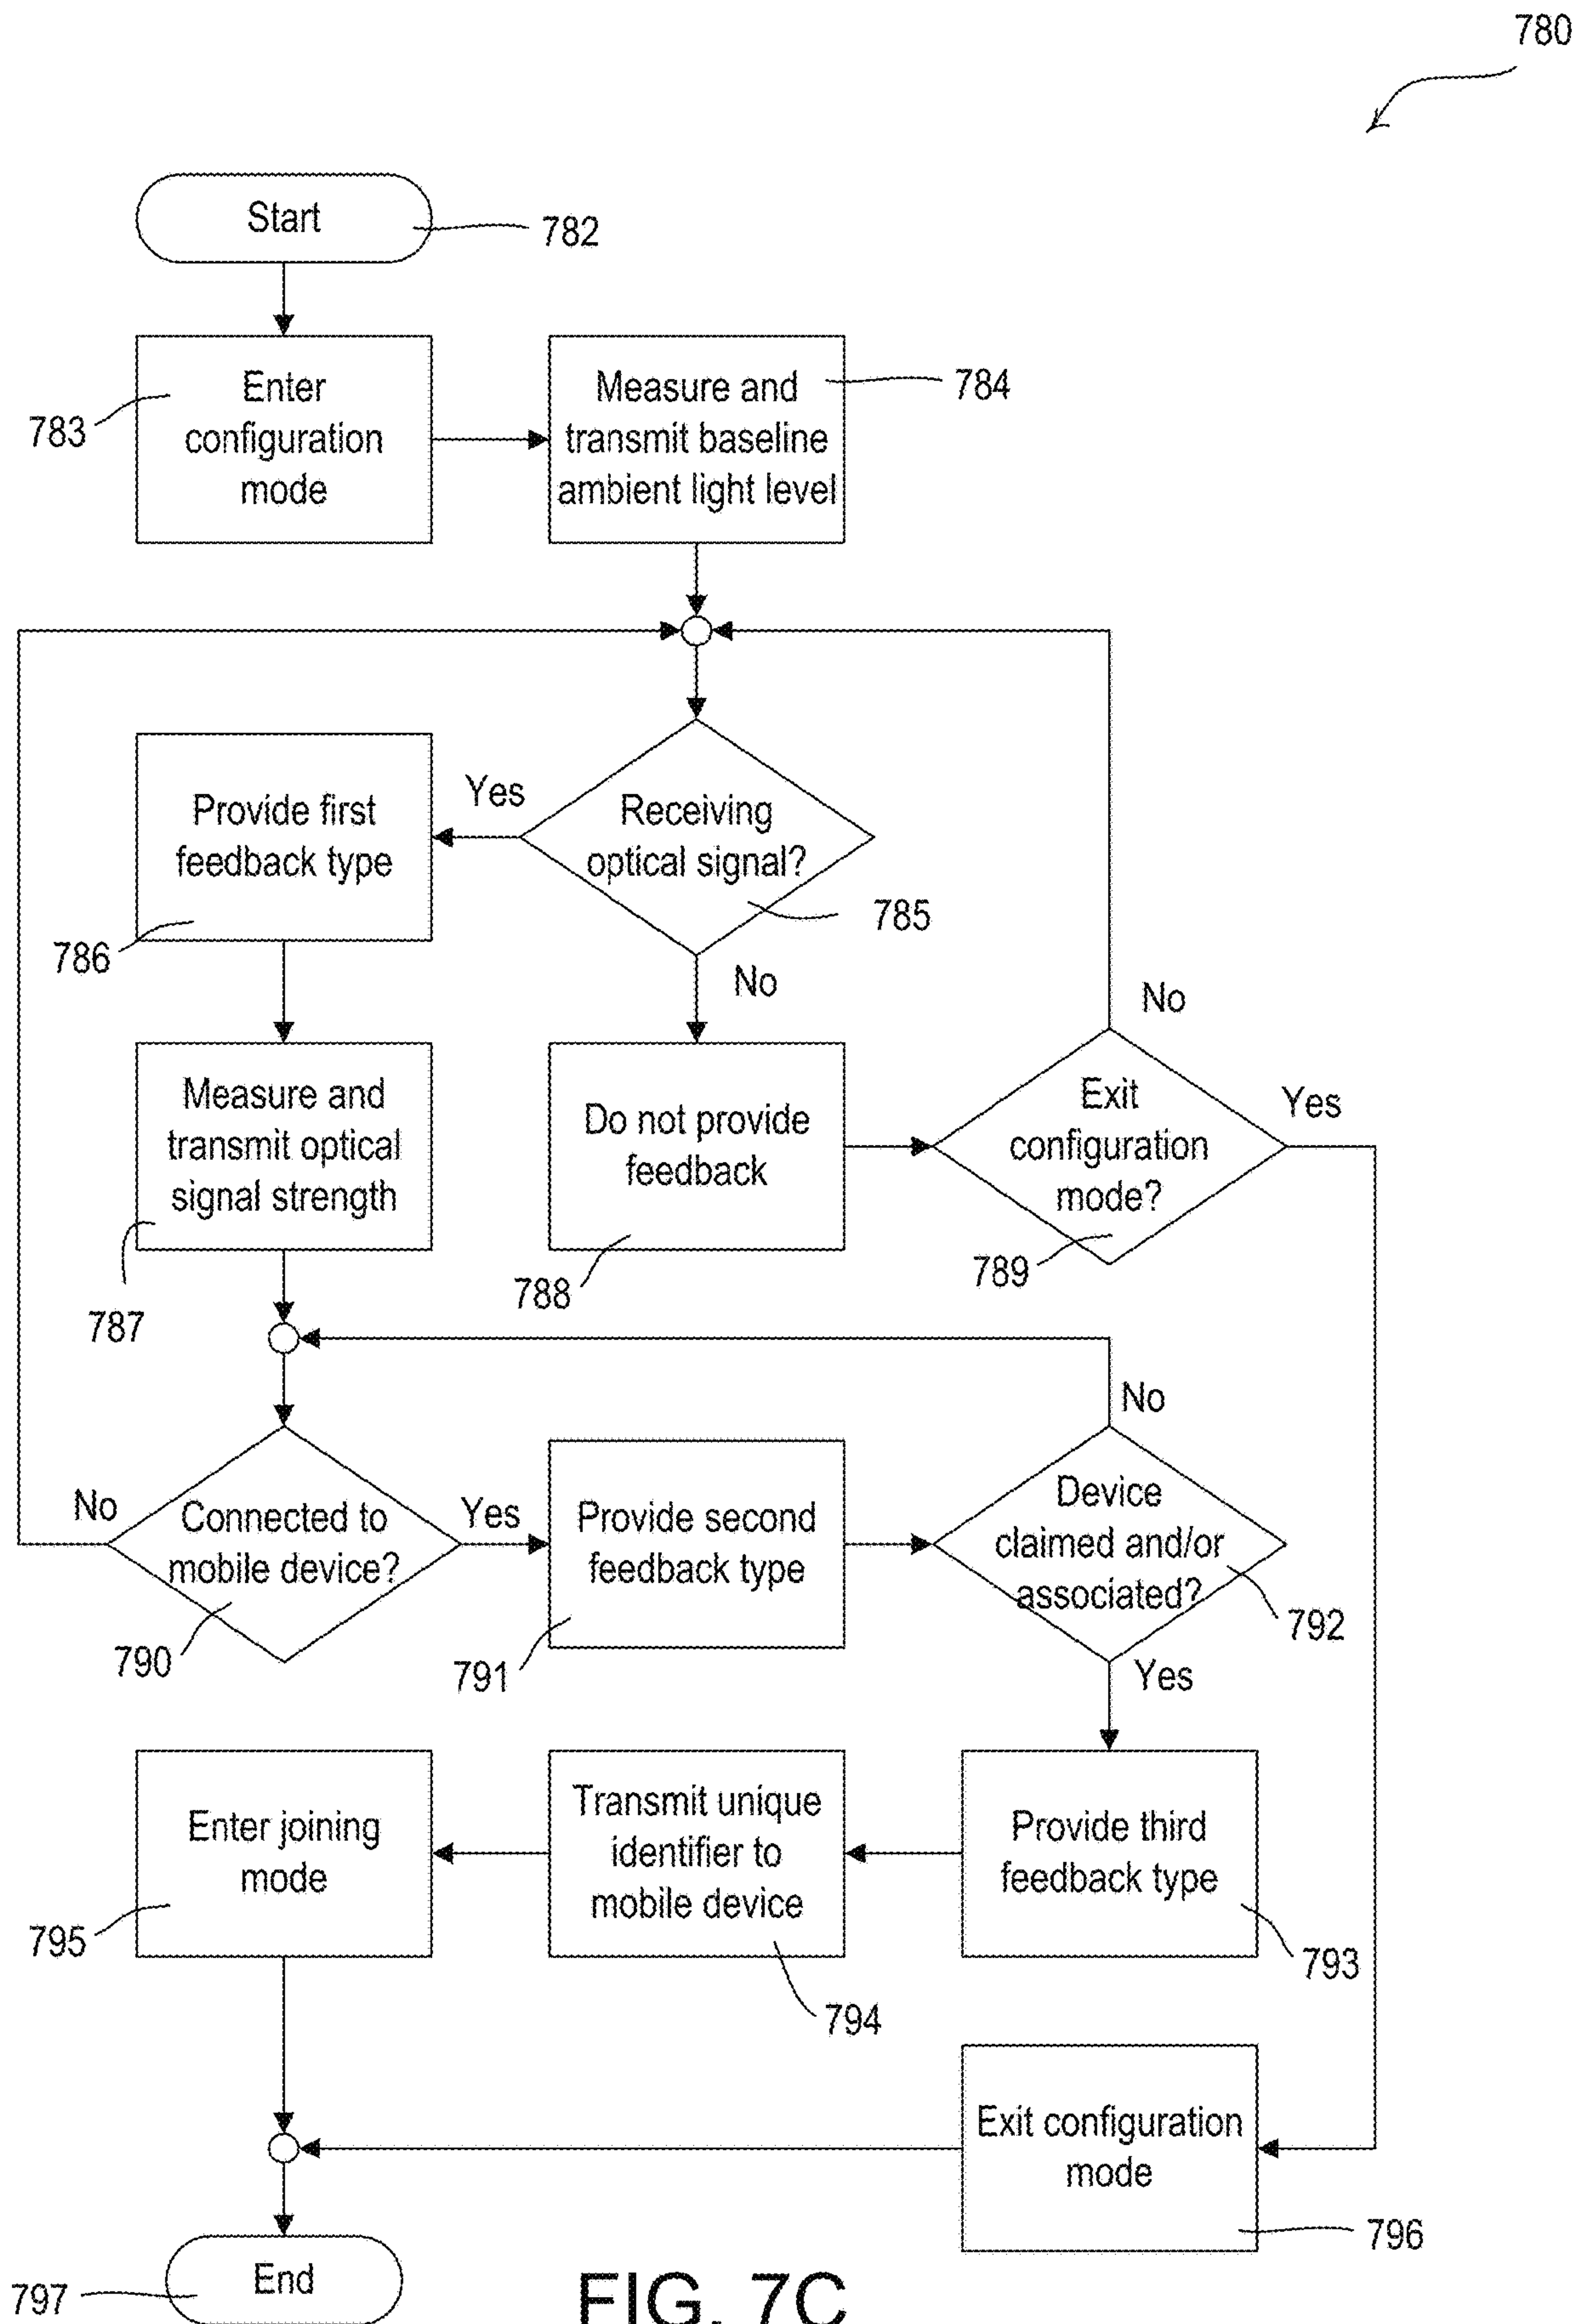 780
Start
782
Enter
configuration
mode
783
Measure and
transmit baseline
ambient light level
784
Provide first
feedback type
786
Yes
Receiving
optical signal?
785
No
Measure and
transmit optical
signal strength
787
Do not provide
feedback
788
No
Exit
configuration
mode?
789
Yes
No
Connected to
mobile device?
790
Yes
Provide second
feedback type
791
No
Device
claimed and/or
associated?
792
Yes
Enter joining
mode
795
Transmit unique
identifier to
mobile device
794
Provide third
feedback type
793
Exit configuration
mode
796
End
797
FIG. 7C